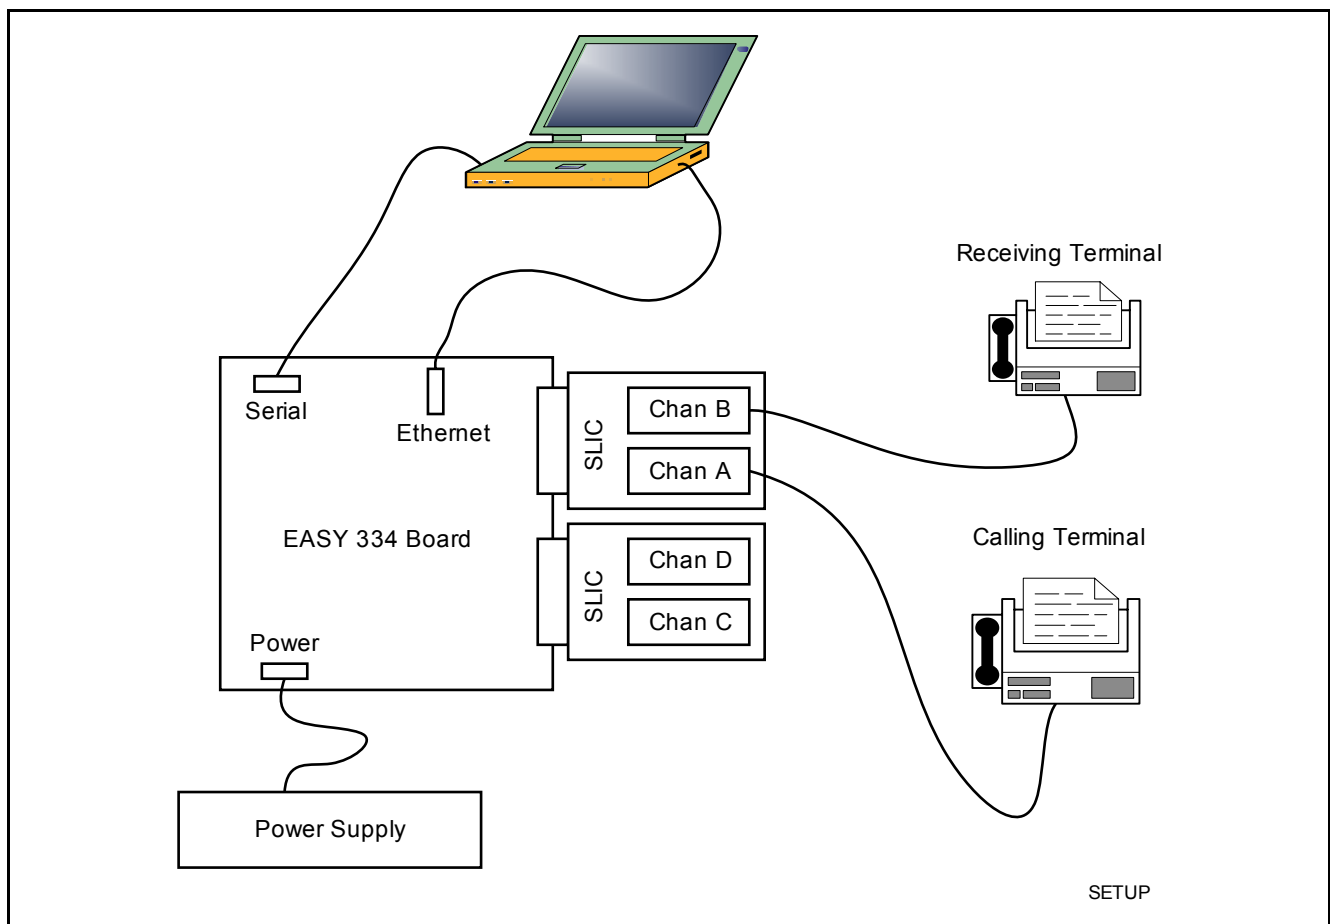 Receiving Terminal
Serial
Ethernet
SLIC
Chan B
Chan A
EASY 334 Board
Calling Terminal
SLIC
Chan D
Chan C
Power
Power Supply
SETUP